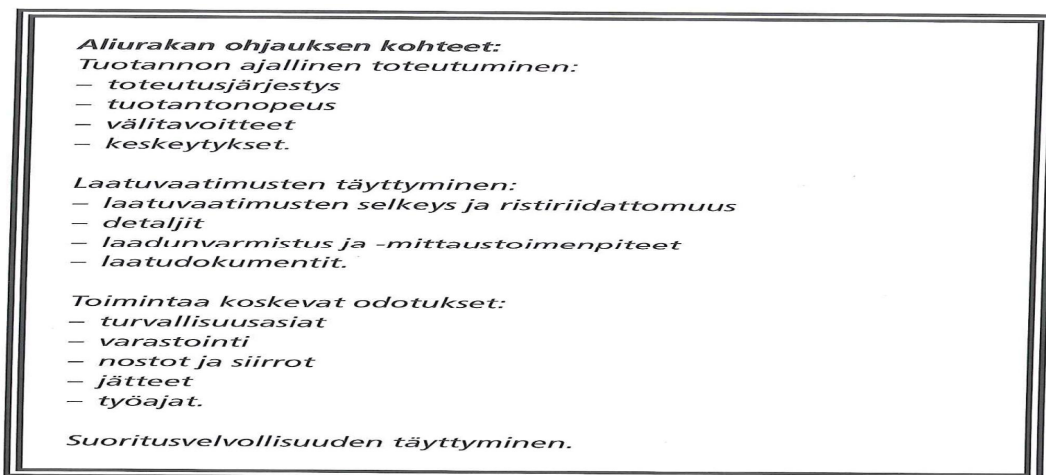 Aliurakan ohjauksen kohteet:
Tuotannon ajallinen toteutuminen:
– toteutusjärjestys
– tuotantonopeus
– välitavoitteet
– keskeytykset.
Laatuvaatimusten täyttyminen:
– laatuvaatimusten selkeys ja ristiriidattomuus
– detaljit
– laadunvarmistus ja -mittaustoimenpiteet
– laatudokumentit.
Toimintaa koskevat odotukset:
– turvallisuusasiat
– varastointi
– nostot ja siirrot
– jätteet
– työajat.
Suoritusvelvollisuuden täyttyminen.